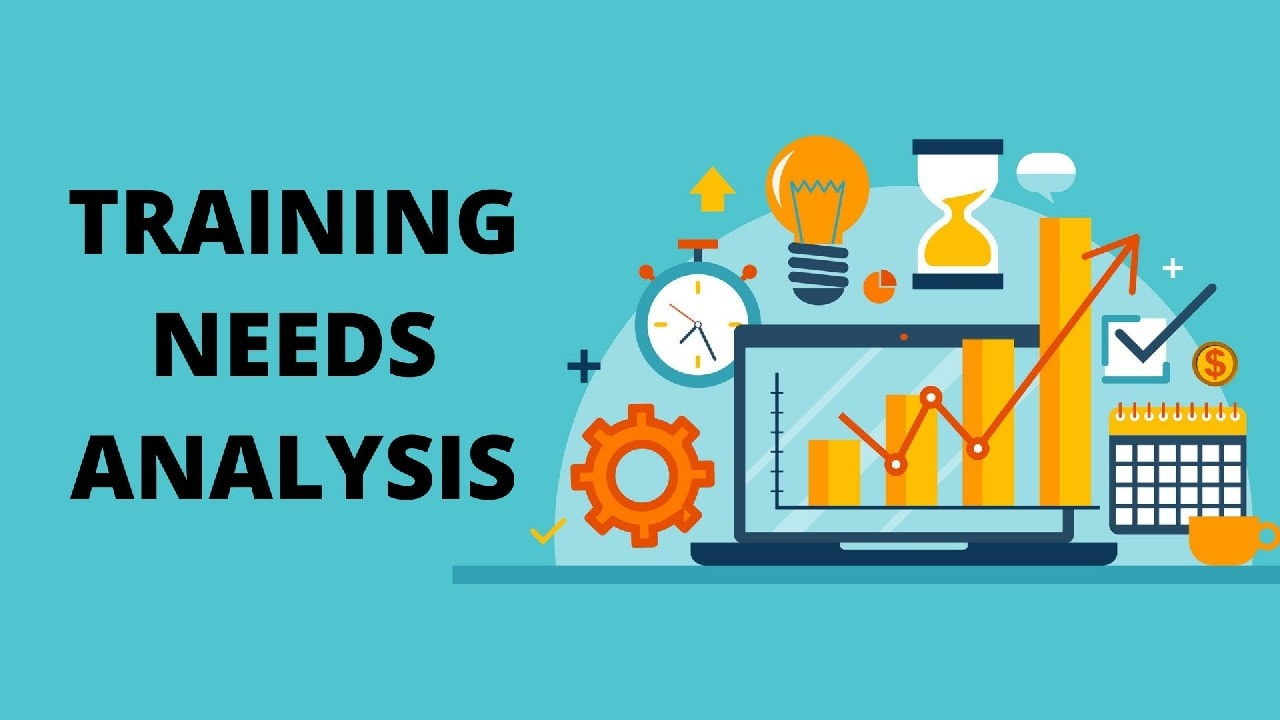 TRAINING
NEEDS
ANALYSIS
$